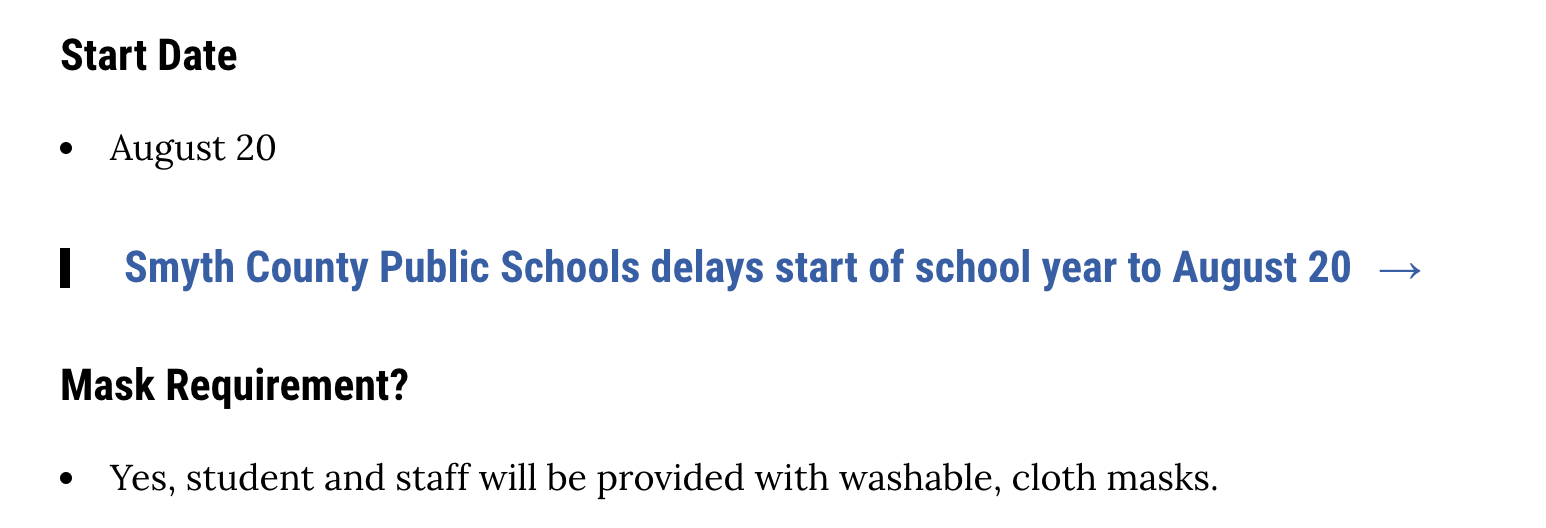 Start Date
• August 20
Smyth County Public Schools delays start of school year to August 20 →
Mask Requirement?
• Yes, student and staff will be provided with washable, cloth masks.